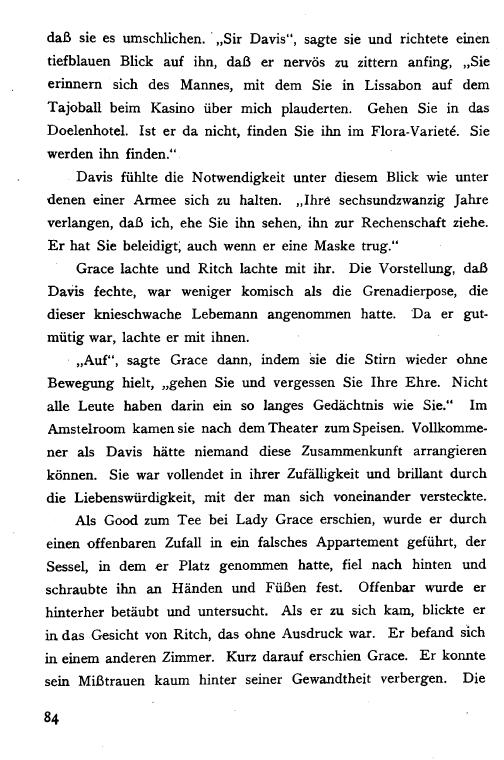 daß sie es umschlichen. „Sir Davis“, sagte sie und richtete einen
tiefblauen Blick auf ihn, daß er nervös zu zittern anfing, „Sie
erinnern sich des Mannes, mit dem Sie in Lissabon auf dem
Tajoball beim Kasino über mich plauderten. Gehen Sie in das
Doelenhotel. Ist er da nicht, finden Sie ihn im Flora-Varieté. Sie
werden ihn finden.“
Davis fühlte die Notwendigkeit unter diesem Blick wie unter
denen einer Armee sich zu halten. „Ihre sechsundzwanzig Jahre
verlangen, daß ich, ehe Sie ihn sehen, ihn zur Rechenschaft ziehe.
Er hat Sie beleidigt, auch wenn er eine Maske trug.“
Grace lachte und Ritch lachte mit ihr. Die Vorstellung, daß
Davis fechte, war weniger komisch als die Grenadierpose, die
dieser knieschwache Lebemann angenommen hatte. Da er gut-
mütig war, lachte er mit ihnen.
„Auf“, sagte Grace dann, indem sie die Stirn wieder ohne
Bewegung hielt, „gehen Sie und vergessen Sie Ihre Ehre. Nicht
alle Leute haben darin ein so langes Gedächtnis wie Sie.“ Im
Amstelroom kamen sie nach dem Theater zum Speisen. Vollkomme-
ner als Davis hätte niemand diese Zusammenkunft arrangieren
können. Sie war vollendet in ihrer Zufälligkeit und brillant durch
die Liebenswürdigkeit, mit der man sich voneinander versteckte.
Als Good zum Tee bei Lady Grace erschien, wurde er durch
einen offenbaren Zufall in ein falsches Appartement geführt, der
Sessel, in dem er Platz genommen hatte, fiel nach hinten und
schraubte ihn an Händen und Füßen fest. Offenbar wurde er
hinterher betäubt und untersucht. Als er zu sich kam, blickte er
in das Gesicht von Ritch, das ohne Ausdruck war. Er befand sich
in einem anderen Zimmer. Kurz darauf erschien Grace. Er konnte
sein Mißtrauen kaum hinter seiner Gewandtheit verbergen. Die
84